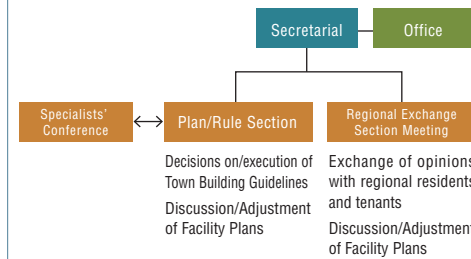 Secretarial
Office
Specialists'
Conference
Plan/Rule Section
Regional Exchange
Section Meeting
Decisions on/execution of
Town Building Guidelines
Discussion/Adjustment
of Facility Plans
Exchange of opinions
with regional residents
and tenants
Discussion/Adjustment
of Facility Plans